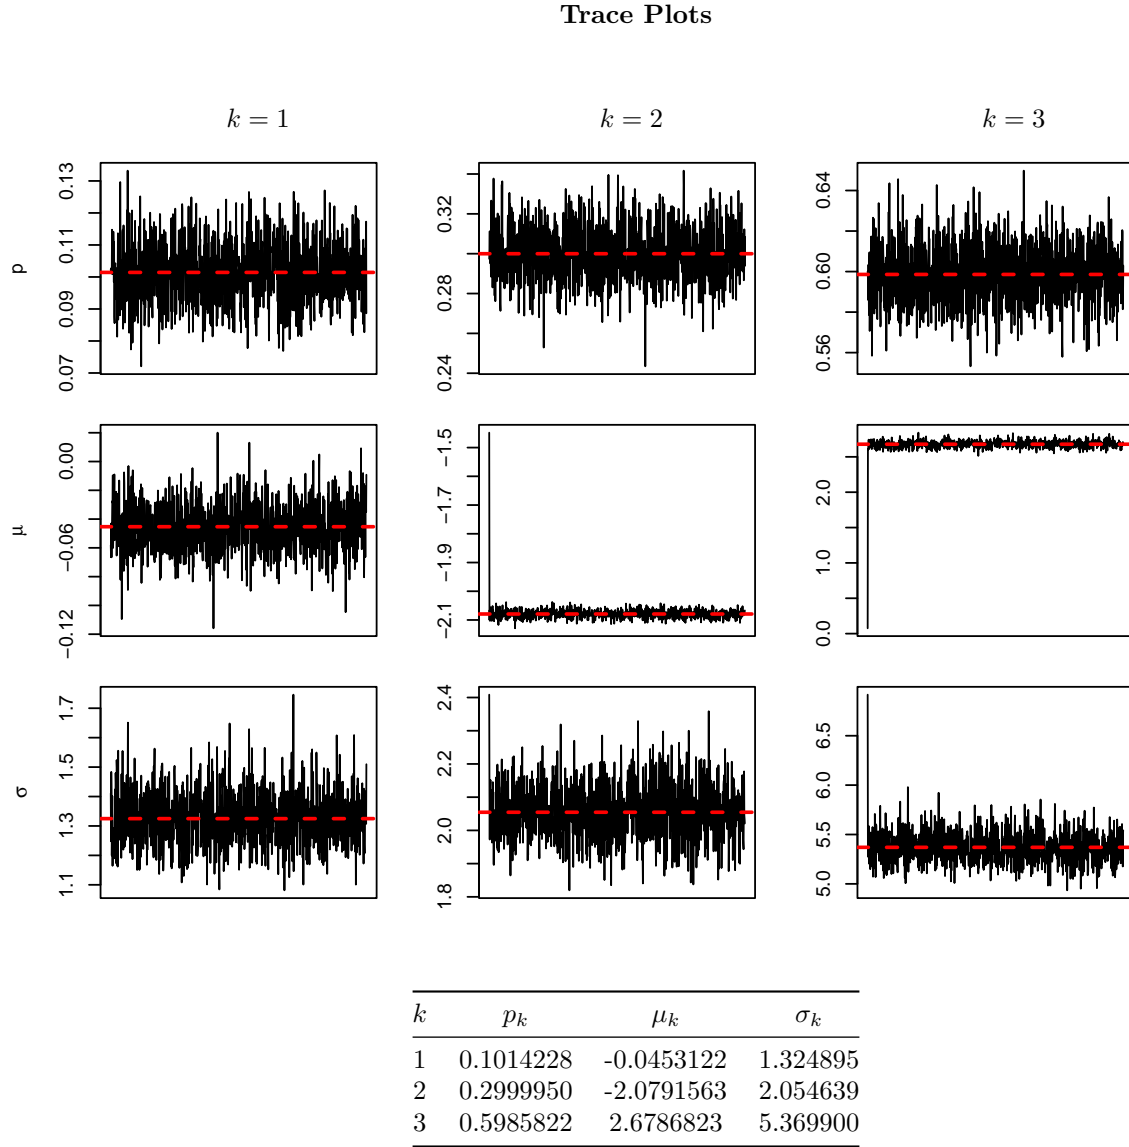 Trace Plots
k = 1
k = 2
k = 3
p
0.07 0.09 0.11 0.13
0.24 0.28 0.32
0.56 0.60 0.64
μ
−0.12 −0.06 0.00
−2.1 −1.9 −1.7 −1.5
0.0 1.0 2.0
σ
1.1 1.3 1.5 1.7
1.8 2.0 2.2 2.4
5.0 5.5 6.0 6.5
k pk μk σk
1 0.1014228 -0.0453122 1.324895
2 0.2999950 -2.0791563 2.054639
3 0.5985822 2.6786823 5.369900